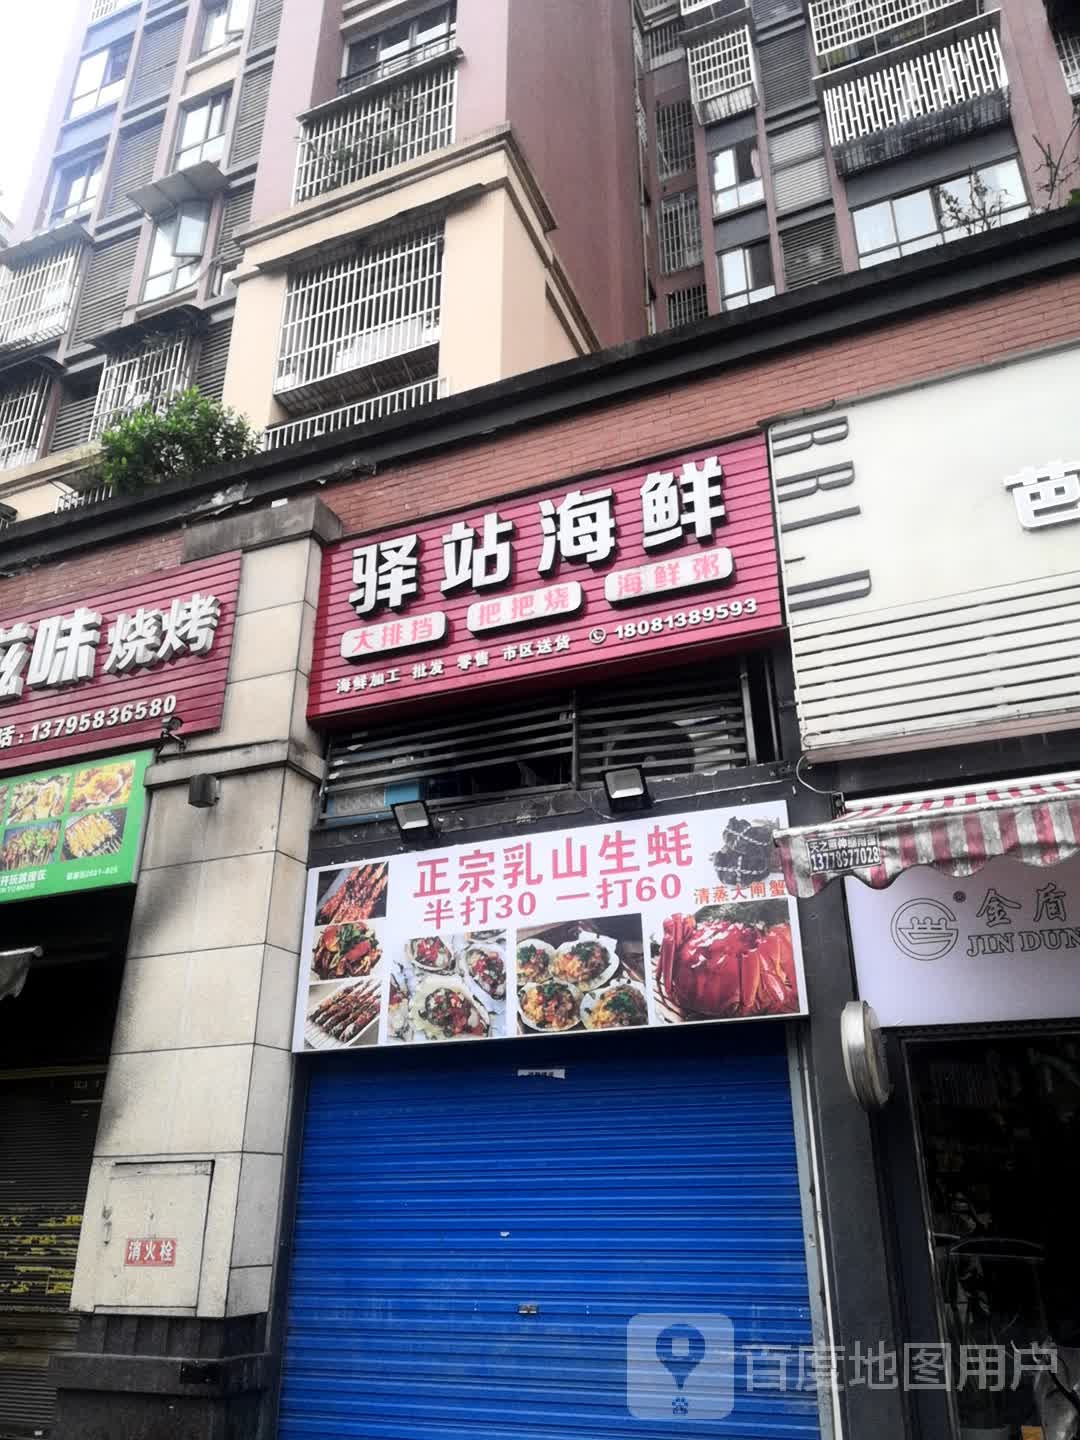 驿站海鲜
大排挡 把把烧 海鲜粥
海鲜加工 批发 零售 市区送货 18081389593
滋味烧烤
话:13795836580
正宗乳山生蚝
半打30 一打60
清蒸大闸蟹
芭
13778977028
金盾
JIN DUN
消火栓
百度地图用户